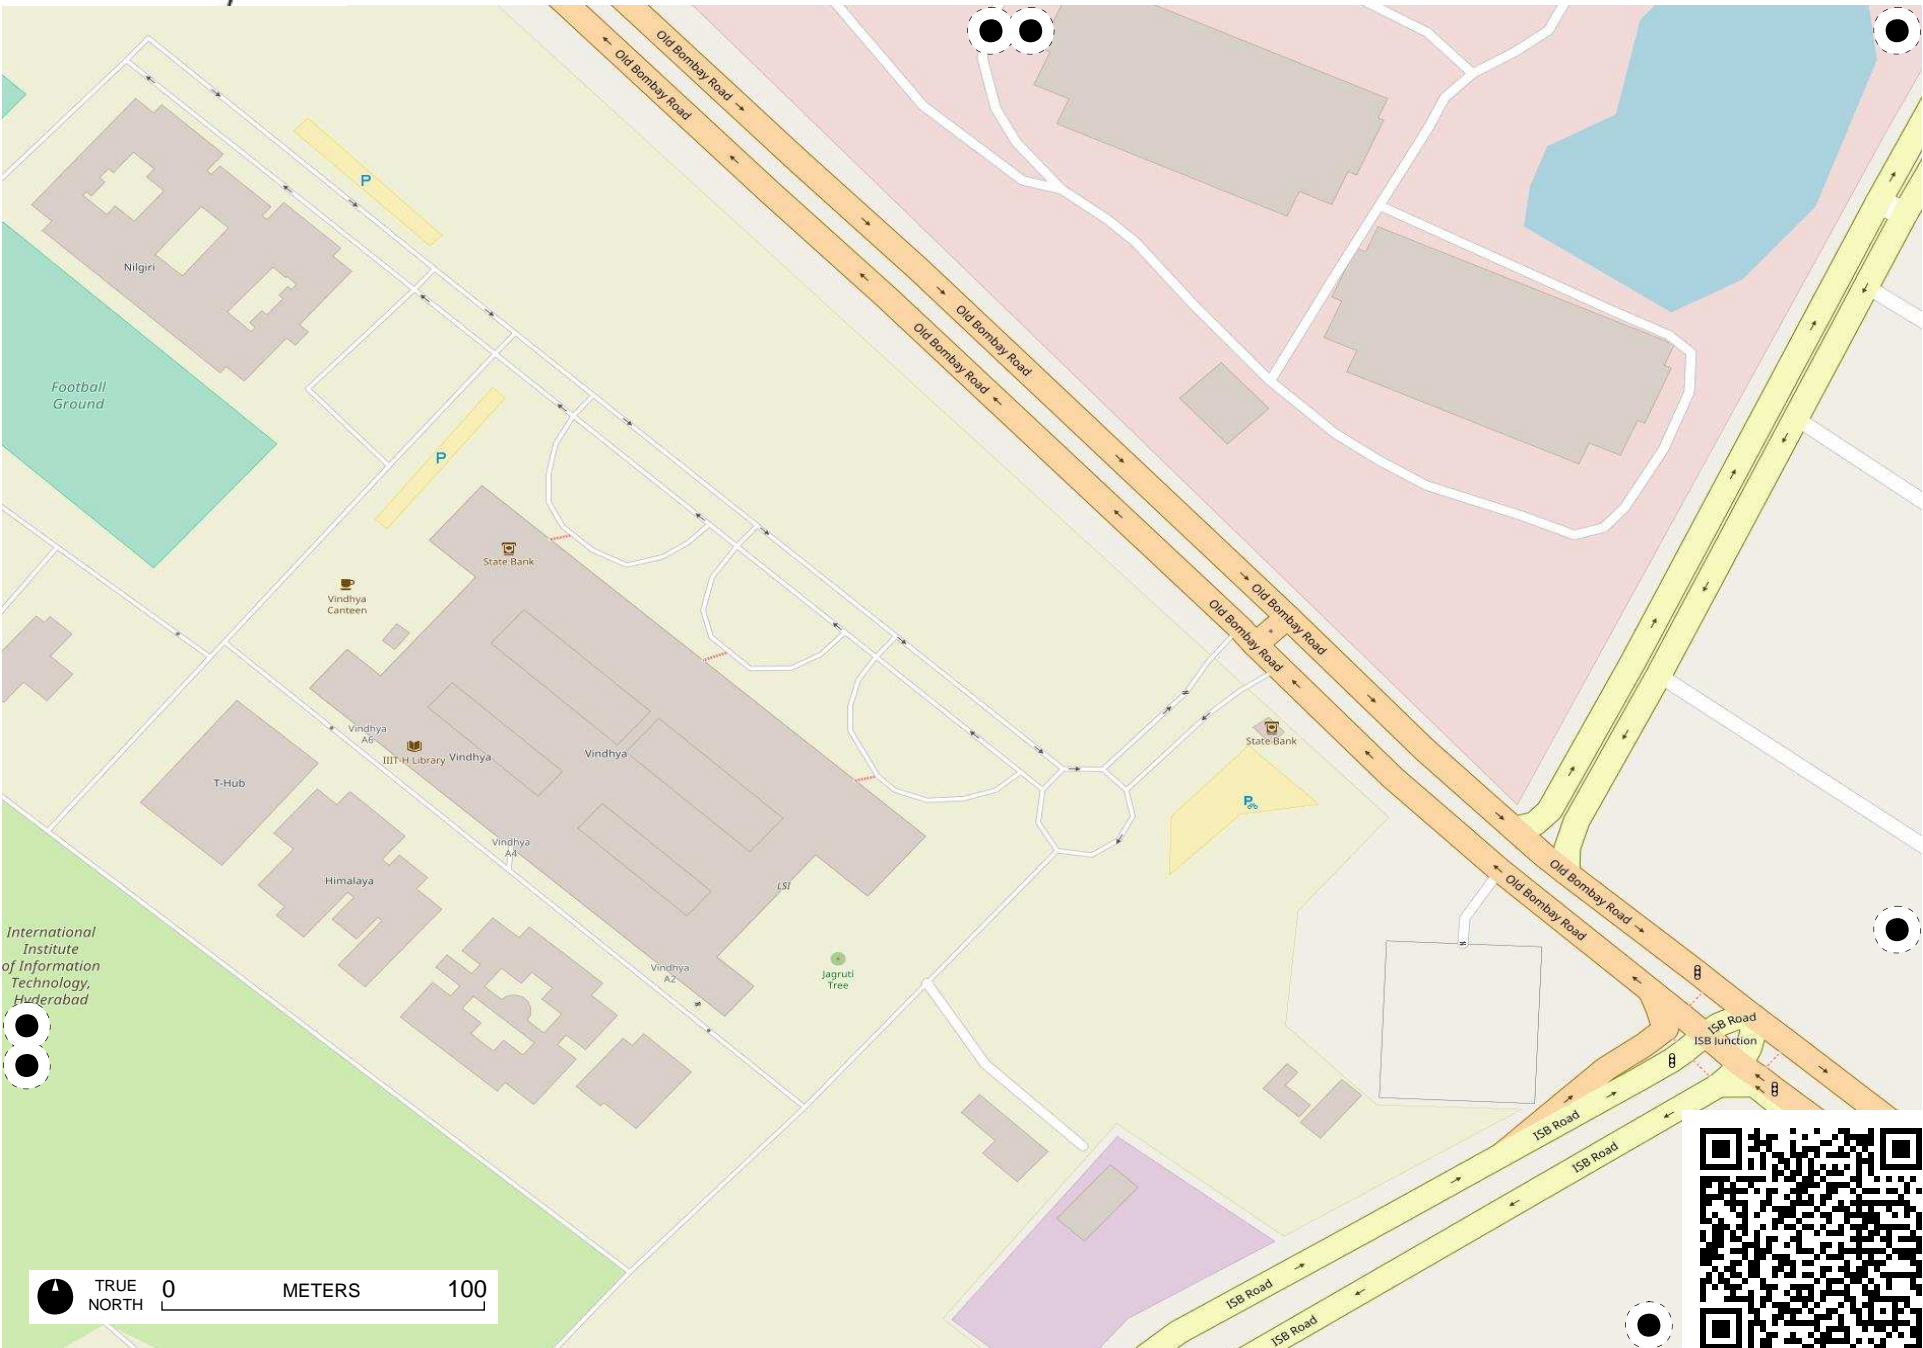 Old Bombay Road
Old Bombay Road
P
Nilgiri
Old Bombay Road
Old Bombay Road
Football
Ground
P
State Bank
Vindhya
Canteen
Old Bombay Road
Old Bombay Road
Vindhya
A6
IIIT-H Library
Vindhya
Vindhya
State Bank
T-Hub
P
Vindhya
A4
Himalaya
LSI
Old Bombay Road
Old Bombay Road
International
Institute
of Information
Technology,
Hyderabad
Vindhya
A2
Jagruti
Tree
ISB Road
ISB Junction
ISB Road
ISB Road
ISB Road
ISB Road
TRUE
NORTH
0 METERS 100